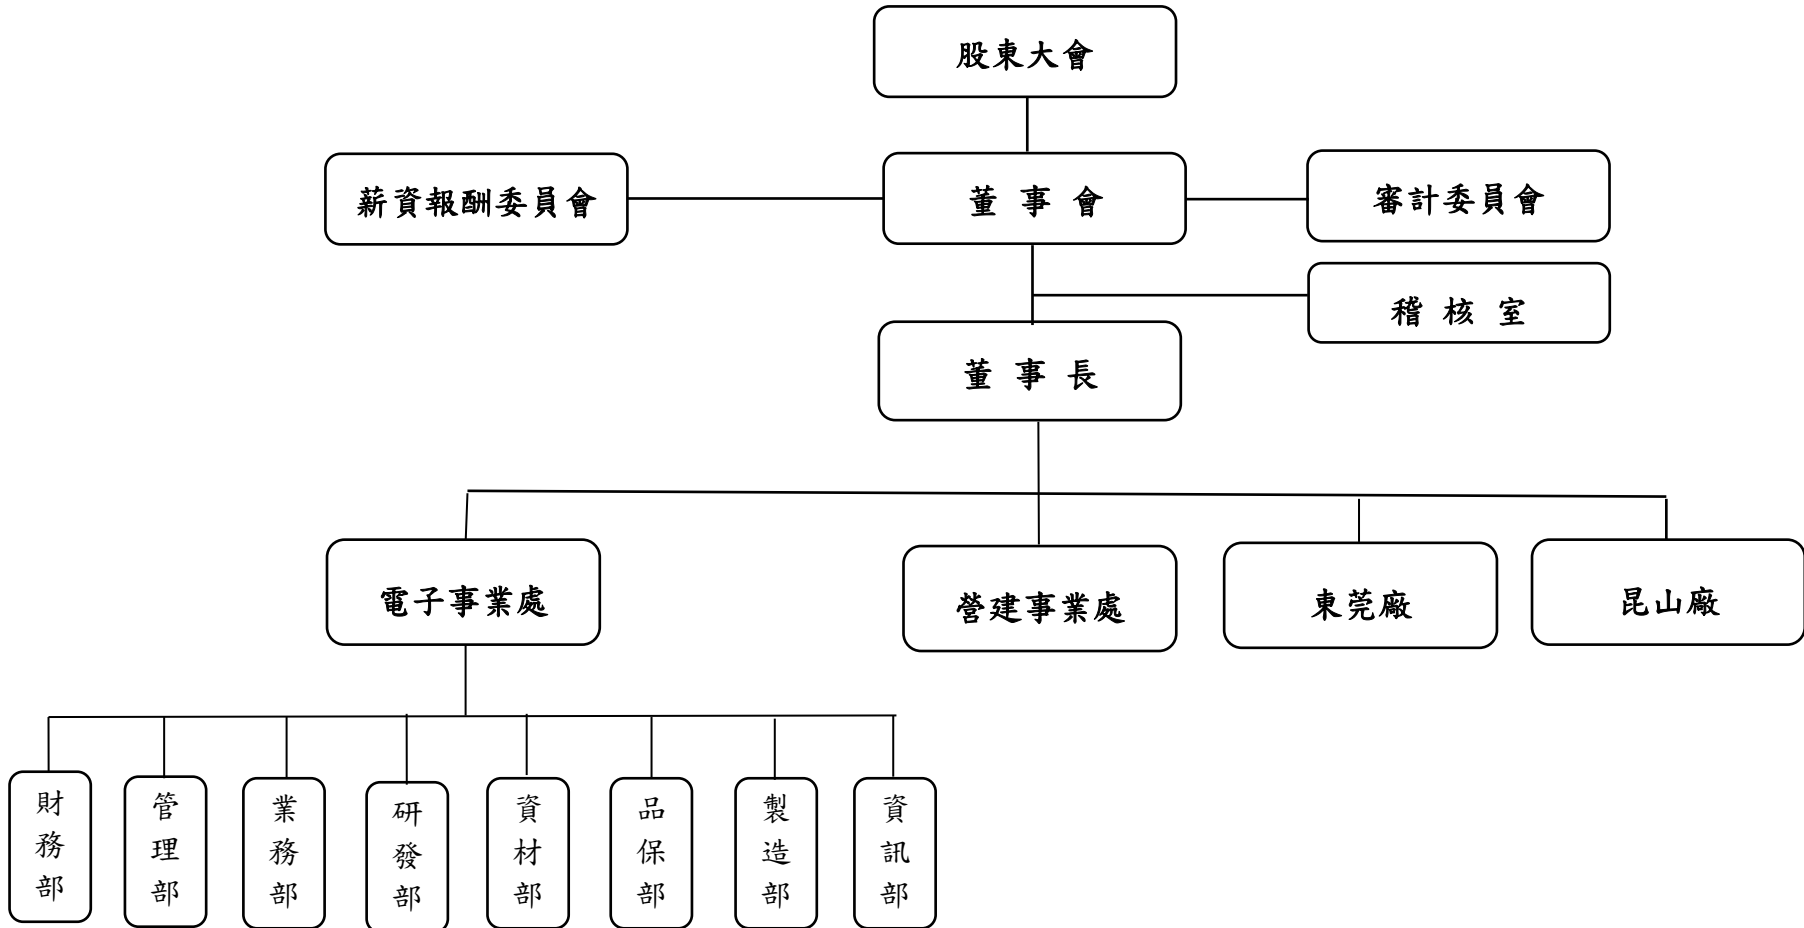 股東大會
薪資報酬委員會
董 事 會
審計委員會
稽 核 室
董 事 長
電子事業處
營建事業處
東莞廠
昆山廠
財務部
管理部
業務部
研發部
資材部
品保部
製造部
資訊部